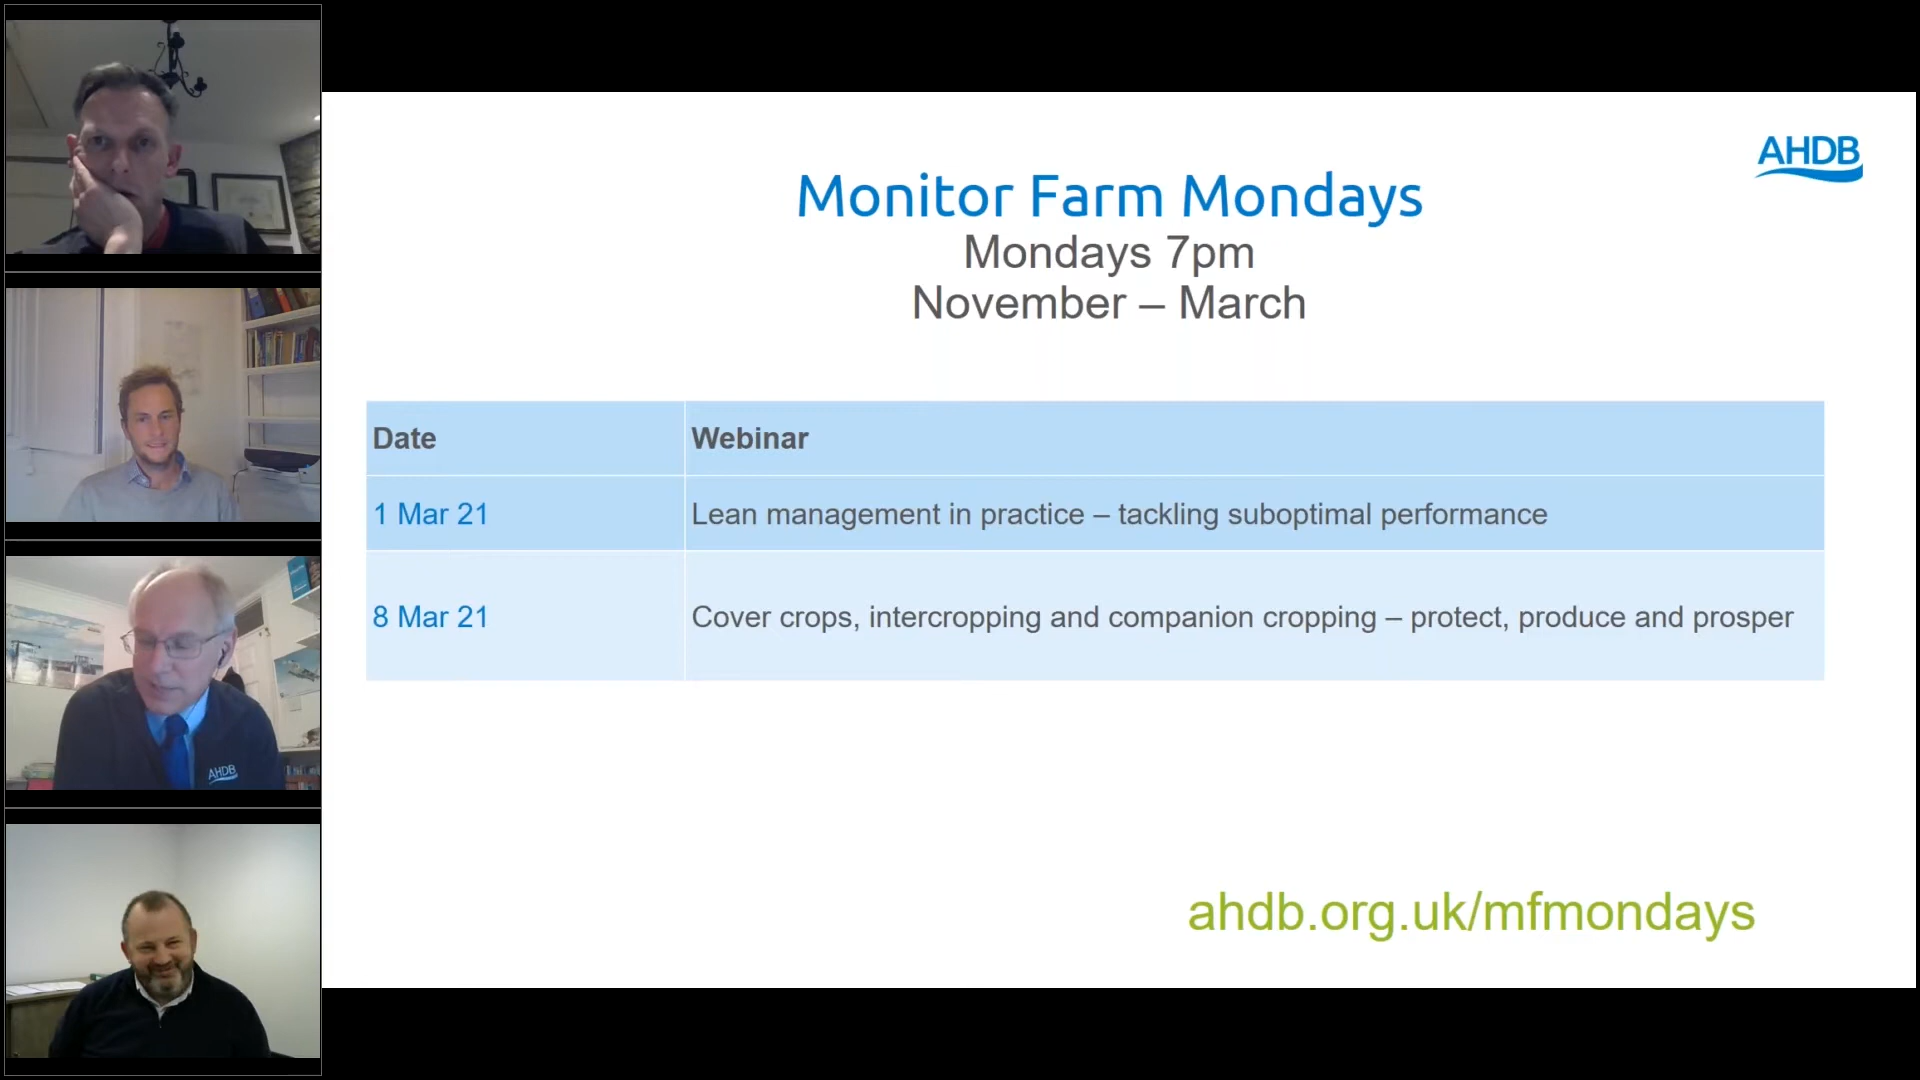 AHDB
Monitor Farm Mondays
Mondays 7pm
November – March
Date Webinar
1 Mar 21 Lean management in practice – tackling suboptimal performance
8 Mar 21 Cover crops, intercropping and companion cropping – protect, produce and prosper
ahdb.org.uk/mfmondays
AHDB